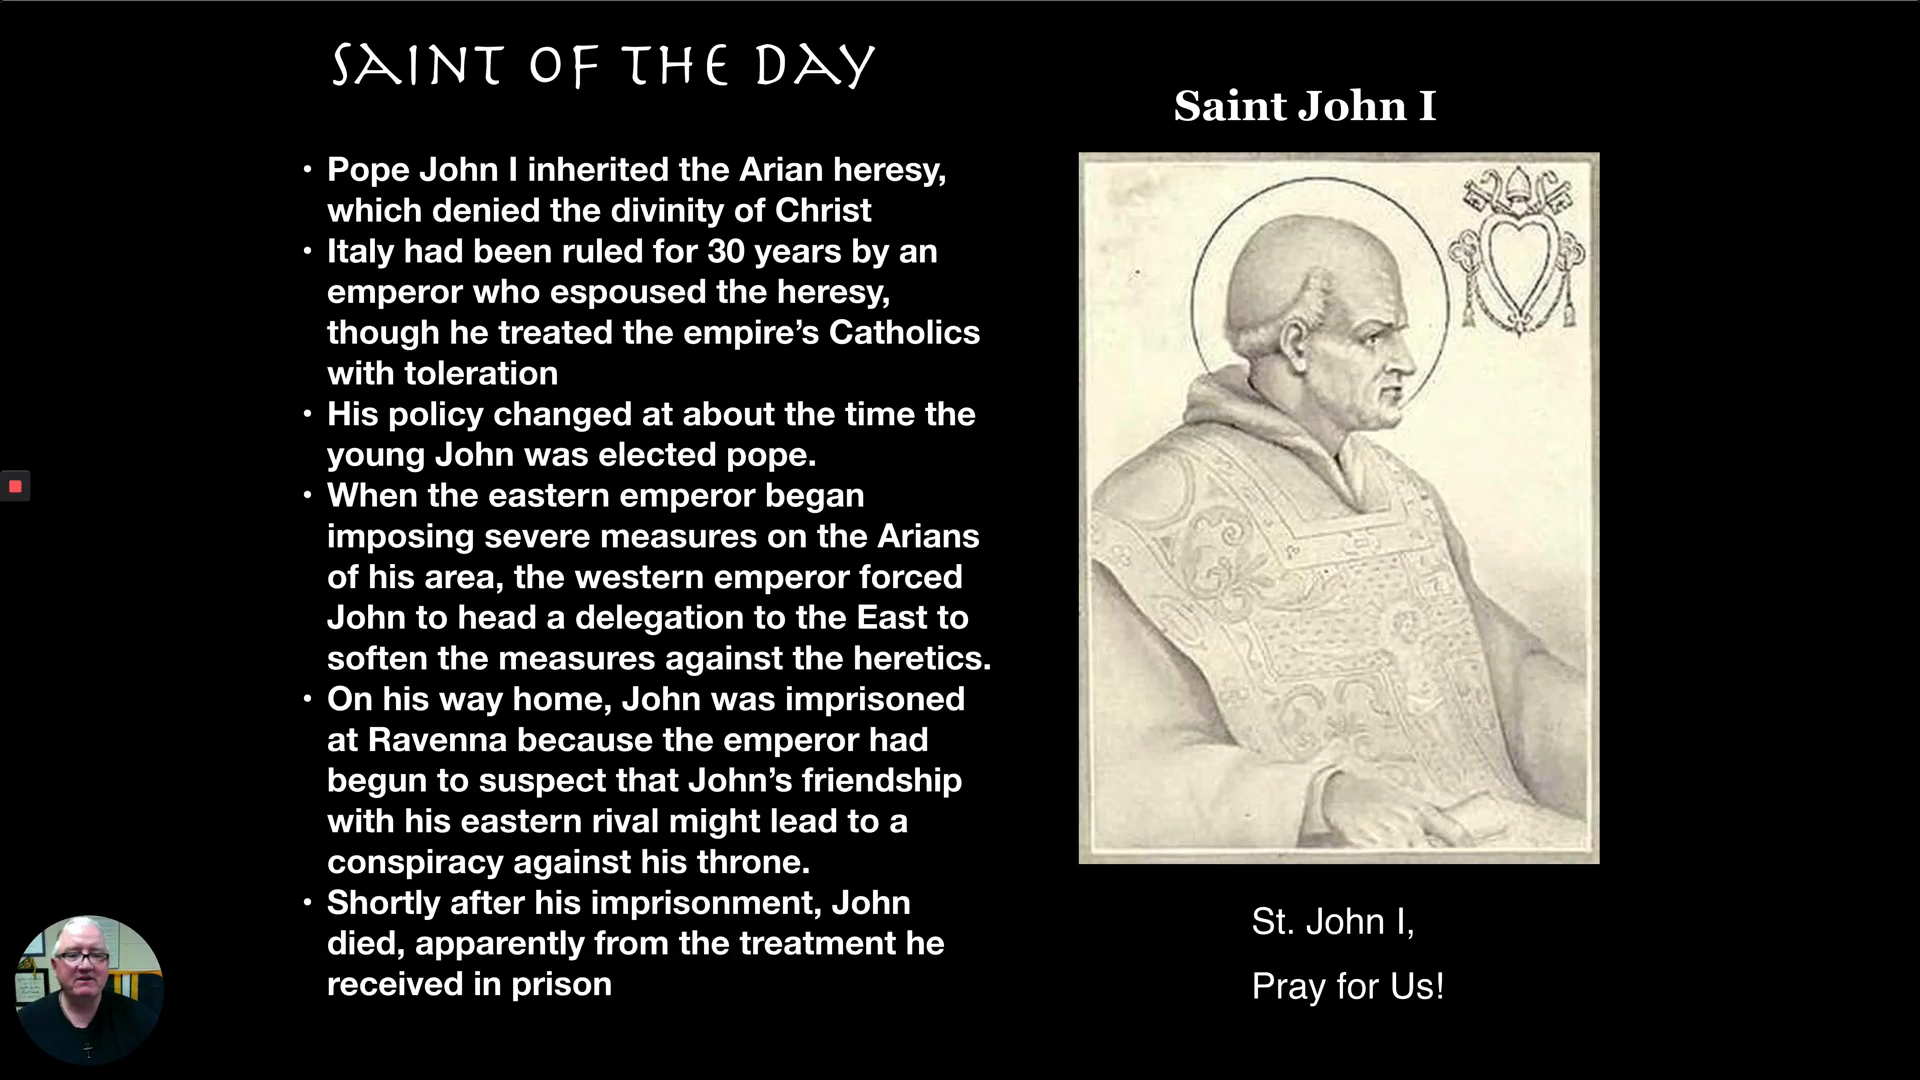 SAINT OF THE DAY
Saint John I
• Pope John I inherited the Arian heresy,
which denied the divinity of Christ
• Italy had been ruled for 30 years by an
emperor who espoused the heresy,
though he treated the empire’s Catholics
with toleration
• His policy changed at about the time the
young John was elected pope.
• When the eastern emperor began
imposing severe measures on the Arians
of his area, the western emperor forced
John to head a delegation to the East to
soften the measures against the heretics.
• On his way home, John was imprisoned
at Ravenna because the emperor had
begun to suspect that John’s friendship
with his eastern rival might lead to a
conspiracy against his throne.
• Shortly after his imprisonment, John
died, apparently from the treatment he
received in prison
St. John I,
Pray for Us!